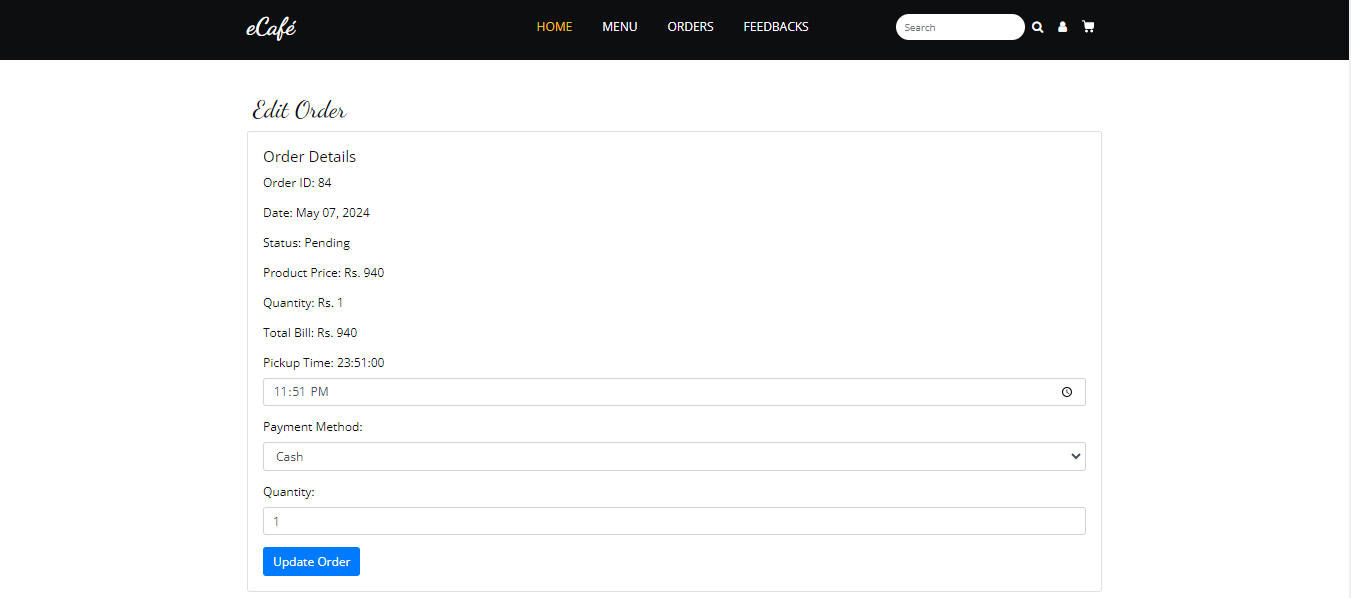 eCafé HOME MENU ORDERS FEEDBACKS Search
Edit Order
Order Details
Order ID: 84
Date: May 07, 2024
Status: Pending
Product Price: Rs. 940
Quantity: Rs. 1
Total Bill: Rs. 940
Pickup Time: 23:51:00
11:51 PM
Payment Method:
Cash
Quantity:
1
Update Order